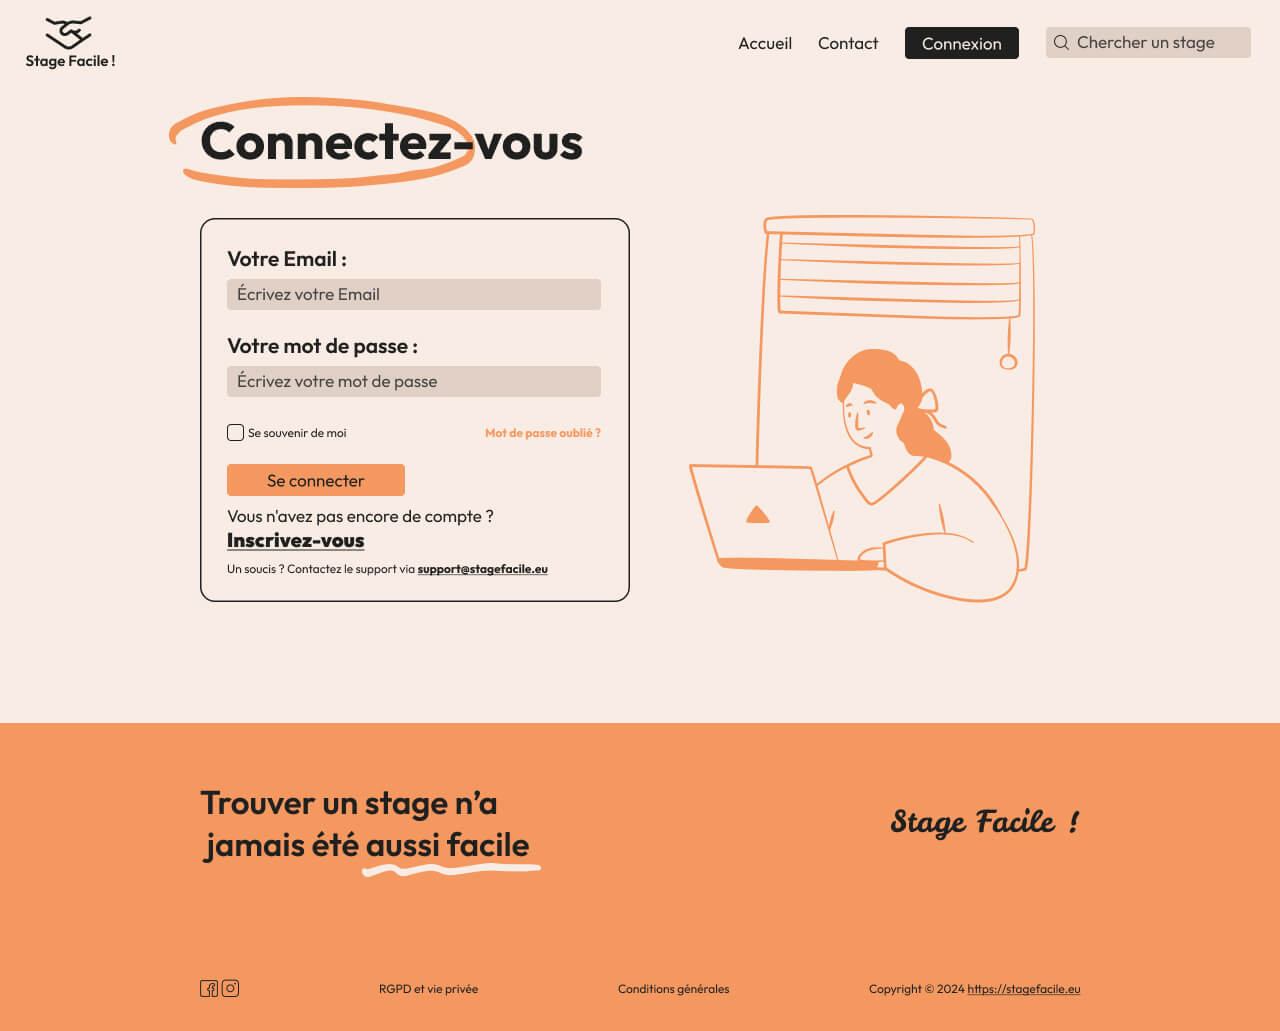 Stage Facile !
Accueil
Contact
Connexion
Chercher un stage
Connectez-vous
Votre Email :
Écrivez votre Email
Votre mot de passe :
Écrivez votre mot de passe
Se souvenir de moi
Mot de passe oublié ?
Se connecter
Vous n'avez pas encore de compte ?
Inscrivez-vous
Un soucis ? Contactez le support via support@stagefacile.eu
Trouver un stage n’a
jamais été aussi facile
Stage Facile !
RGPD et vie privée
Conditions générales
Copyright © 2024 https://stagefacile.eu